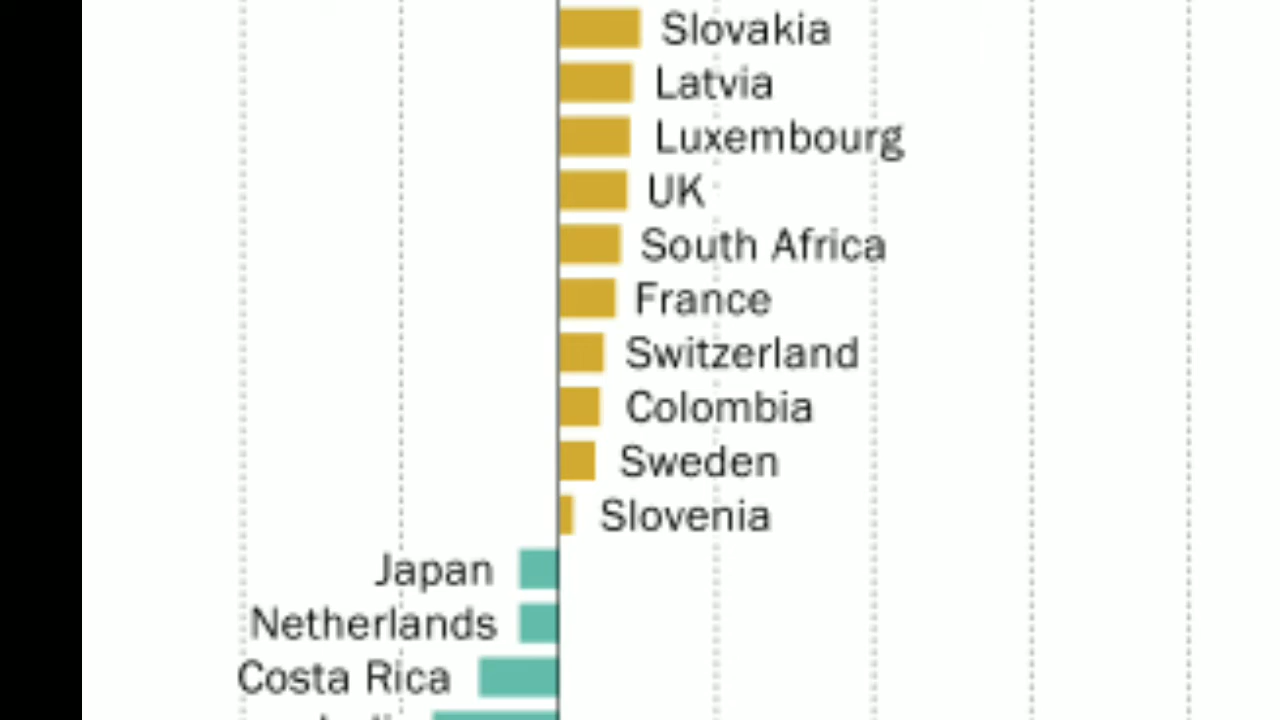 Slovakia
Latvia
Luxembourg
UK
South Africa
France
Switzerland
Colombia
Sweden
Slovenia
Japan
Netherlands
Costa Rica